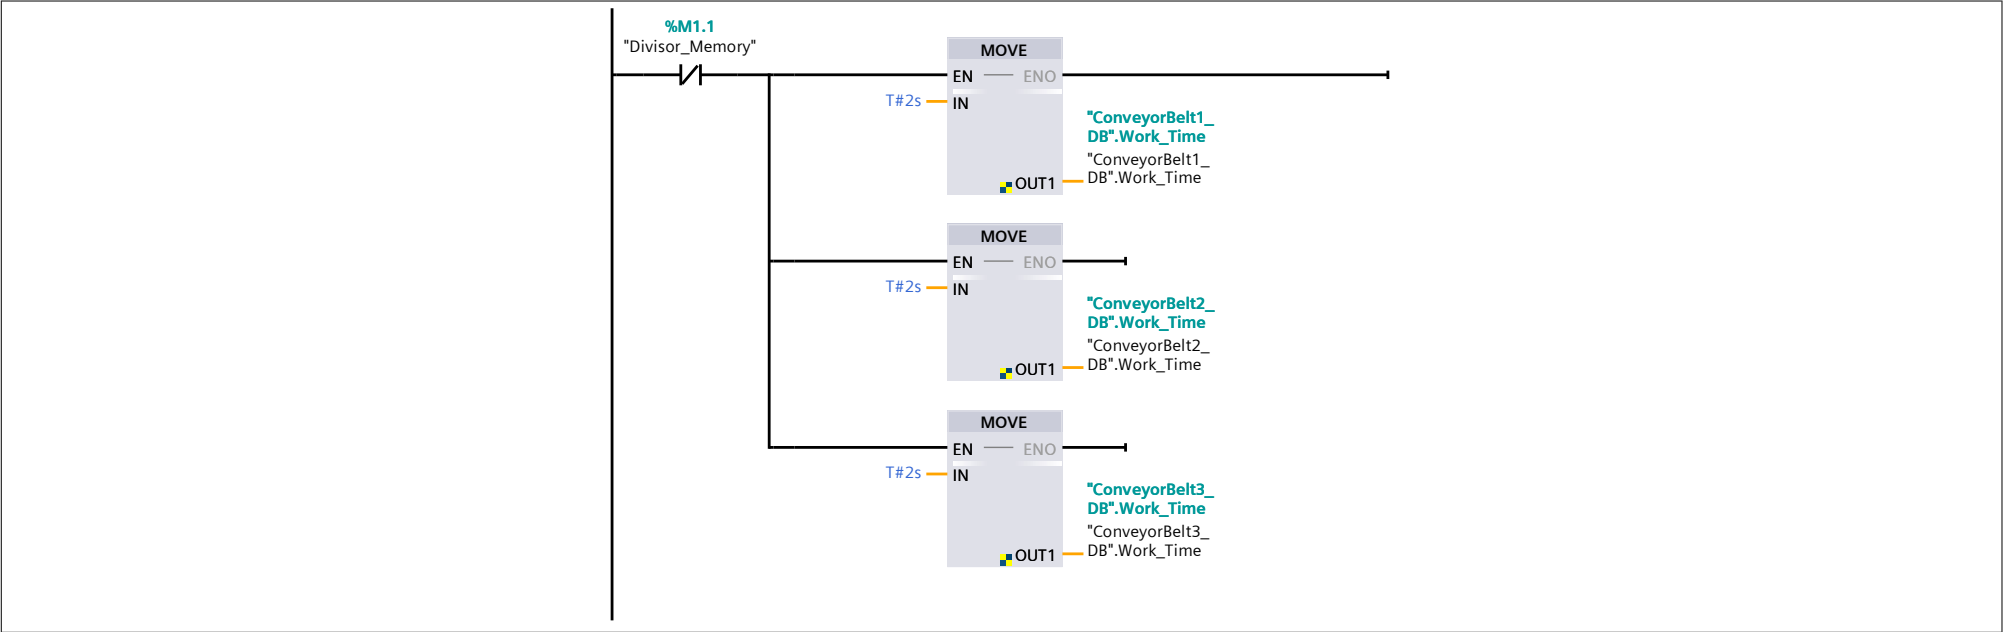 %M1.1
"Divisor_Memory"
MOVE
EN ENO
T#2s IN
"ConveyorBelt1_
DB".Work_Time
"ConveyorBelt1_
DB".Work_Time
OUT1
MOVE
EN ENO
T#2s IN
"ConveyorBelt2_
DB".Work_Time
"ConveyorBelt2_
DB".Work_Time
OUT1
MOVE
EN ENO
T#2s IN
"ConveyorBelt3_
DB".Work_Time
"ConveyorBelt3_
DB".Work_Time
OUT1